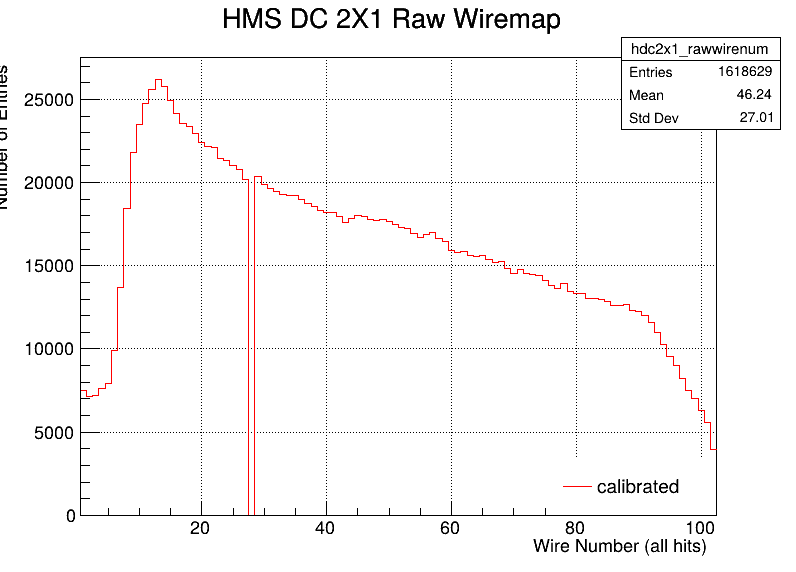 HMS DC 2X1 Raw Wiremap
hdc2x1_rawwirenum
Entries 1618629
Mean 46.24
Std Dev 27.01
Number of Entries
25000
20000
15000
10000
5000
0
calibrated
20 40 60 80 100
Wire Number (all hits)